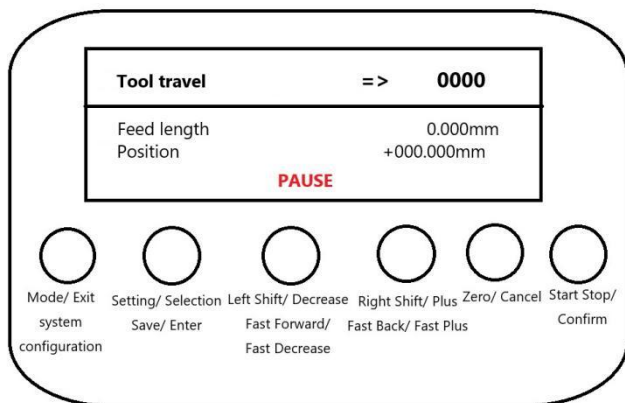 Tool travel => 0000
Feed length 0.000mm
Position +000.000mm
PAUSE
Mode/ Exit
system
configuration
Setting/ Selection
Save/ Enter
Left Shift/ Decrease
Fast Forward/
Fast Decrease
Right Shift/ Plus
Fast Back/ Fast Plus
Zero/ Cancel
Start Stop/
Confirm